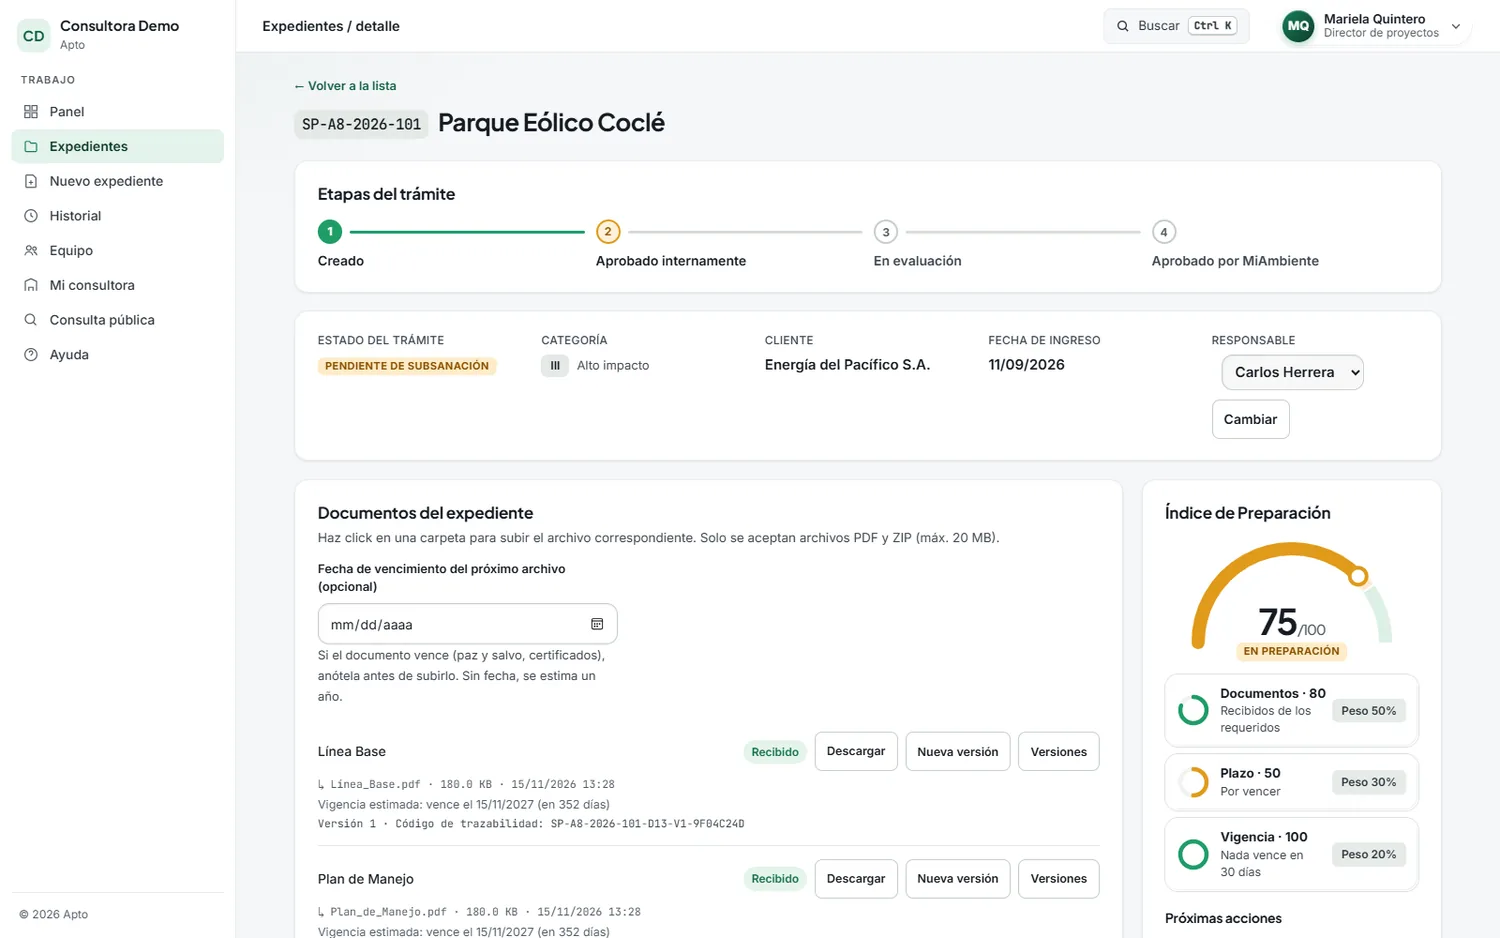 CD
Consultora Demo
Apto
TRABAJO
Panel
Expedientes
Nuevo expediente
Historial
Equipo
Mi consultora
Consulta pública
Ayuda
© 2026 Apto
Expedientes / detalle
Buscar Ctrl K
MQ
Mariela Quintero
Director de proyectos
← Volver a la lista
SP-A8-2026-101 Parque Eólico Coclé
Etapas del trámite
1 2 3 4
Creado Aprobado internamente En evaluación Aprobado por MiAmbiente
ESTADO DEL TRÁMITE
PENDIENTE DE SUBSANACIÓN
CATEGORÍA
III Alto impacto
CLIENTE
Energía del Pacífico S.A.
FECHA DE INGRESO
11/09/2026
RESPONSABLE
Carlos Herrera
Cambiar
Documentos del expediente
Haz click en una carpeta para subir el archivo correspondiente. Solo se aceptan archivos PDF y ZIP (máx. 20 MB).
Fecha de vencimiento del próximo archivo
(opcional)
mm/dd/aaaa
Si el documento vence (paz y salvo, certificados),
anótela antes de subirlo. Sin fecha, se estima un
año.
Línea Base Recibido Descargar Nueva versión Versiones
↳ Línea_Base.pdf · 180.0 KB · 15/11/2026 13:28
Vigencia estimada: vence el 15/11/2027 (en 352 días)
Versión 1 · Código de trazabilidad: SP-A8-2026-101-D13-V1-9F04C24D
Plan de Manejo Recibido Descargar Nueva versión Versiones
↳ Plan_de_Manejo.pdf · 180.0 KB · 15/11/2026 13:28
Vigencia estimada: vence el 15/11/2027 (en 352 días)
Índice de Preparación
75/100
EN PREPARACIÓN
Documentos · 80
Recibidos de los
requeridos
Peso 50%
Plazo · 50
Por vencer
Peso 30%
Vigencia · 100
Nada vence en
30 días
Peso 20%
Próximas acciones